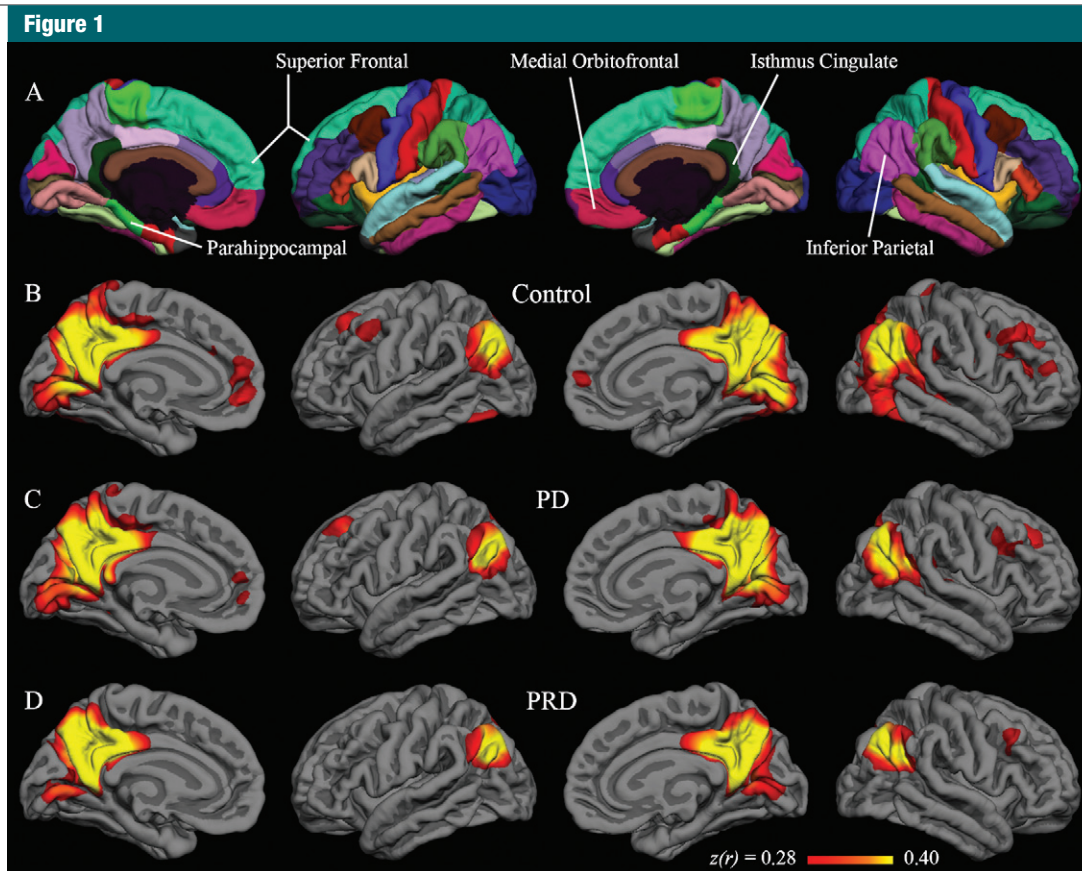 Figure 1
A
Superior Frontal
Medial Orbitofrontal
Isthmus Cingulate
Parahippocampal
Inferior Parietal
B
Control
C
PD
D
PRD
z(r) = 0.28 0.40